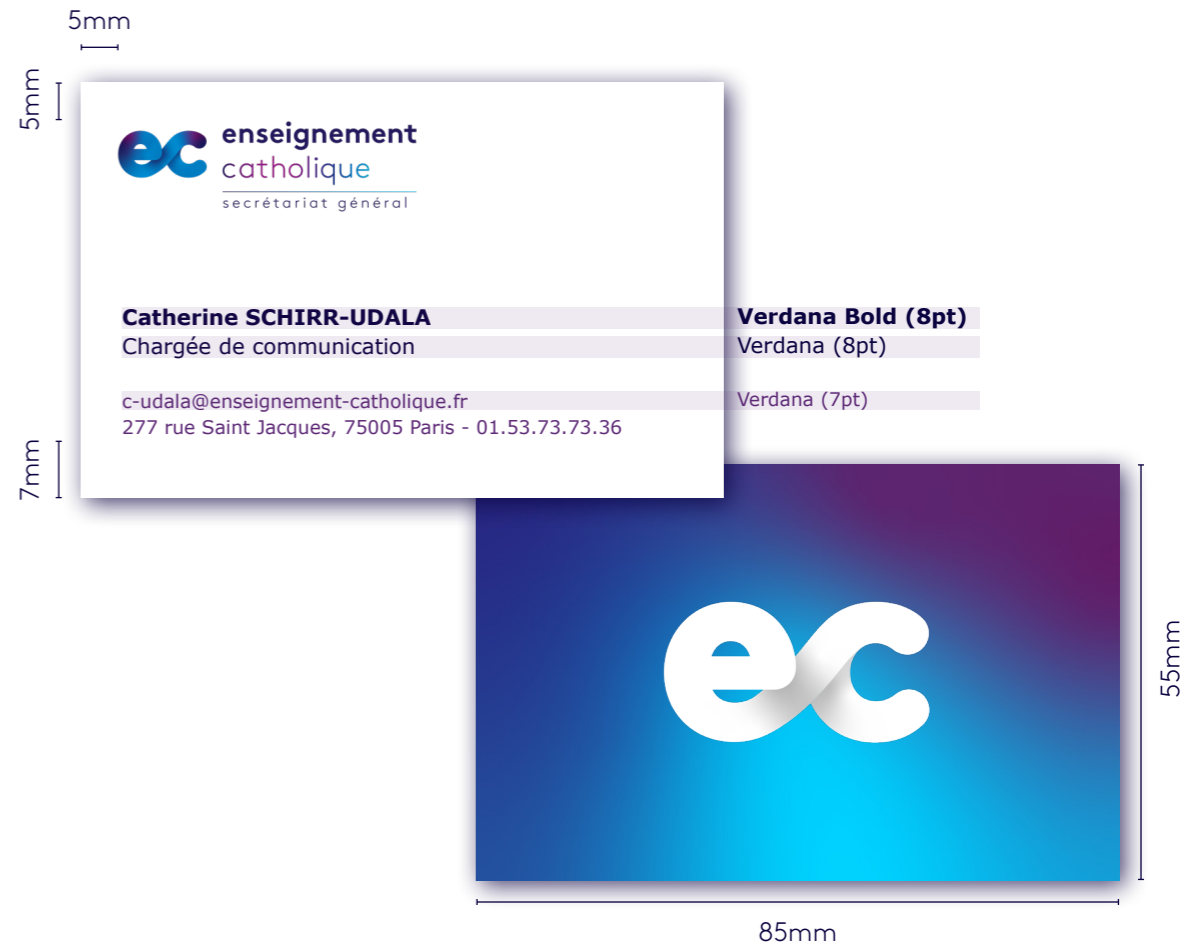 5mm
5mm
ec enseignement
catholique
secrétariat général
Catherine SCHIRR-UDALA Verdana Bold (8pt)
Chargée de communication Verdana (8pt)
c-udala@enseignement-catholique.fr Verdana (7pt)
277 rue Saint Jacques, 75005 Paris - 01.53.73.73.36
7mm
ec
55mm
85mm